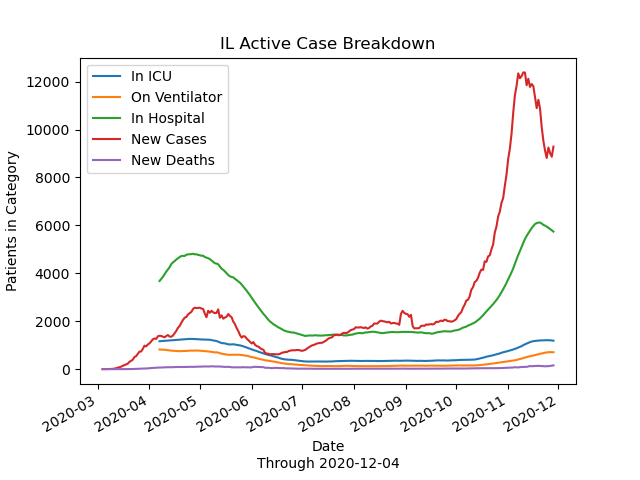 IL Active Case Breakdown
In ICU
On Ventilator
In Hospital
New Cases
New Deaths
Patients in Category
12000
10000
8000
6000
4000
2000
0
2020-03
2020-04
2020-05
2020-06
2020-07
2020-08
2020-09
2020-10
2020-11
2020-12
Date
Through 2020-12-04